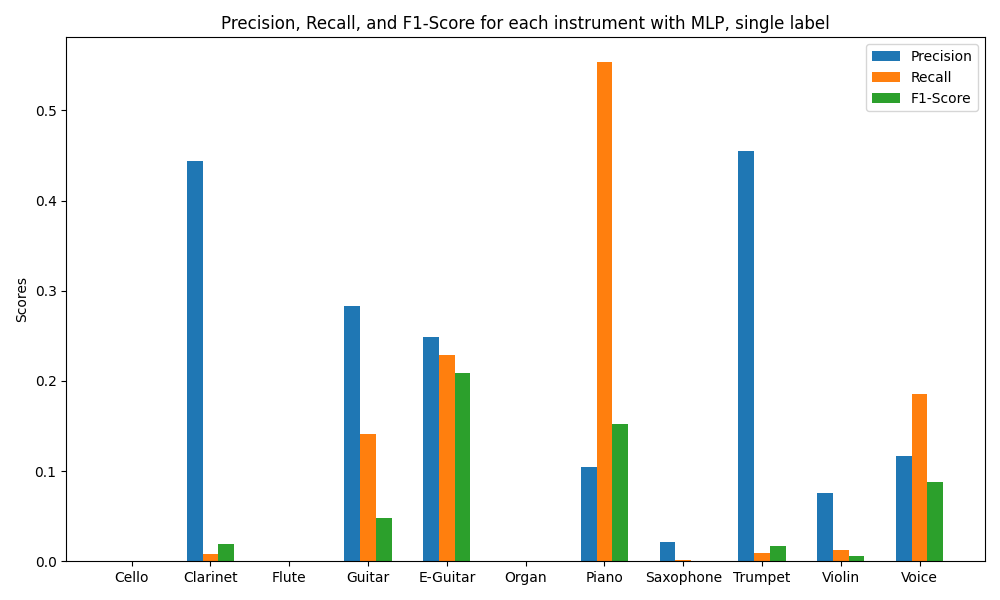 Precision, Recall, and F1-Score for each instrument with MLP, single label
Precision
Recall
F1-Score
Scores
0.5
0.4
0.3
0.2
0.1
0.0
Cello Clarinet Flute Guitar E-Guitar Organ Piano Saxophone Trumpet Violin Voice